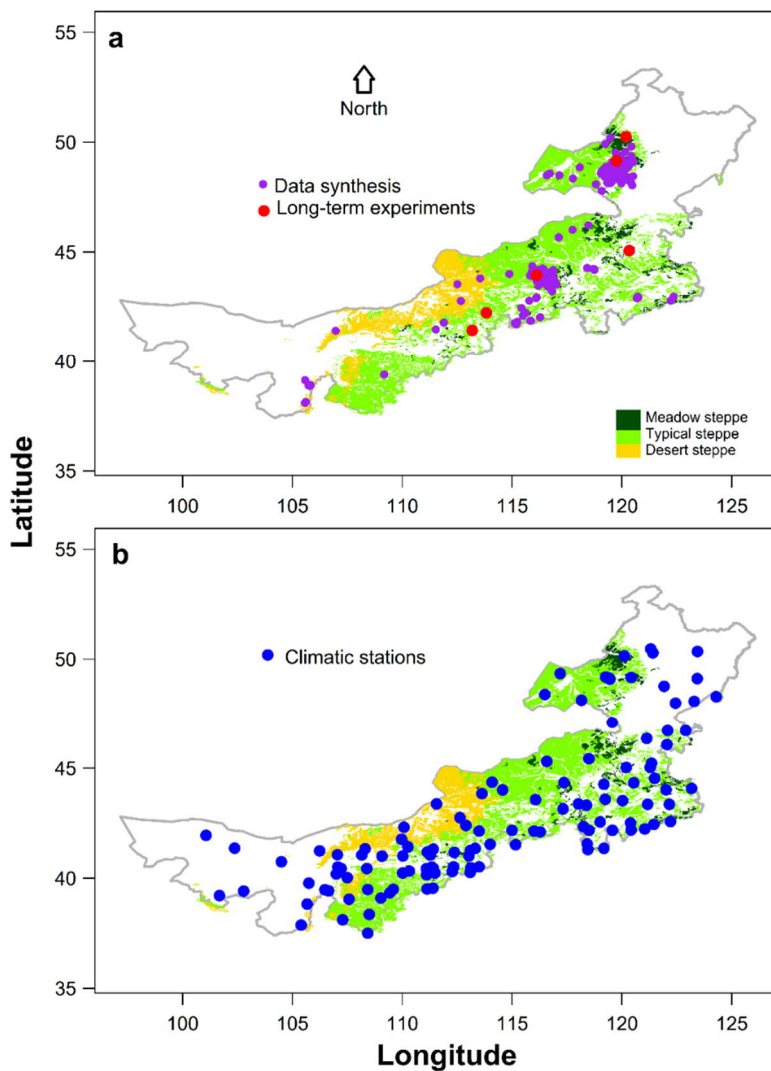 55
a
North
50
Data synthesis
Long-term experiments
45
40
Meadow steppe
Typical steppe
Desert steppe
35
100 105 110 115 120 125
Latitude
55
b
Climatic stations
50
45
40
35
100 105 110 115 120 125
Longitude